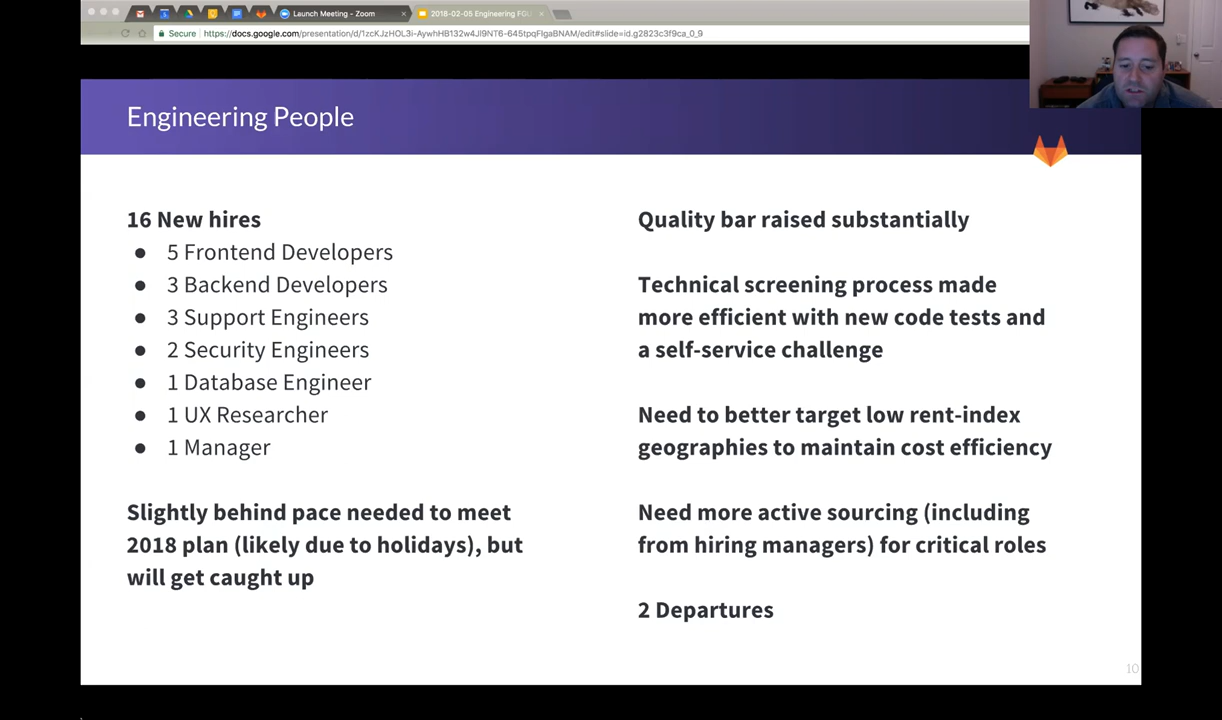 Launch Meeting - Zoom
2018-02-05 Engineering FGU
Secure
https://docs.google.com/presentation/d/1zcKJzHOL3i-AywhHB132w4Jl9NT6-645tpqFlgaBNAM/edit#slide=id.g2823c3f9ca_0_9
Engineering People
16 New hires
● 5 Frontend Developers
● 3 Backend Developers
● 3 Support Engineers
● 2 Security Engineers
● 1 Database Engineer
● 1 UX Researcher
● 1 Manager
Slightly behind pace needed to meet
2018 plan (likely due to holidays), but
will get caught up
Quality bar raised substantially
Technical screening process made
more efficient with new code tests and
a self-service challenge
Need to better target low rent-index
geographies to maintain cost efficiency
Need more active sourcing (including
from hiring managers) for critical roles
2 Departures
10